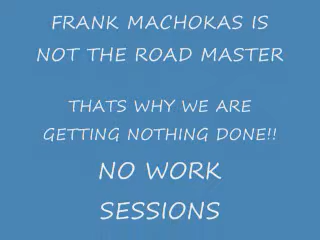 FRANK MACHOKAS IS
NOT THE ROAD MASTER
THATS WHY WE ARE
GETTING NOTHING DONE!!
NO WORK
SESSIONS